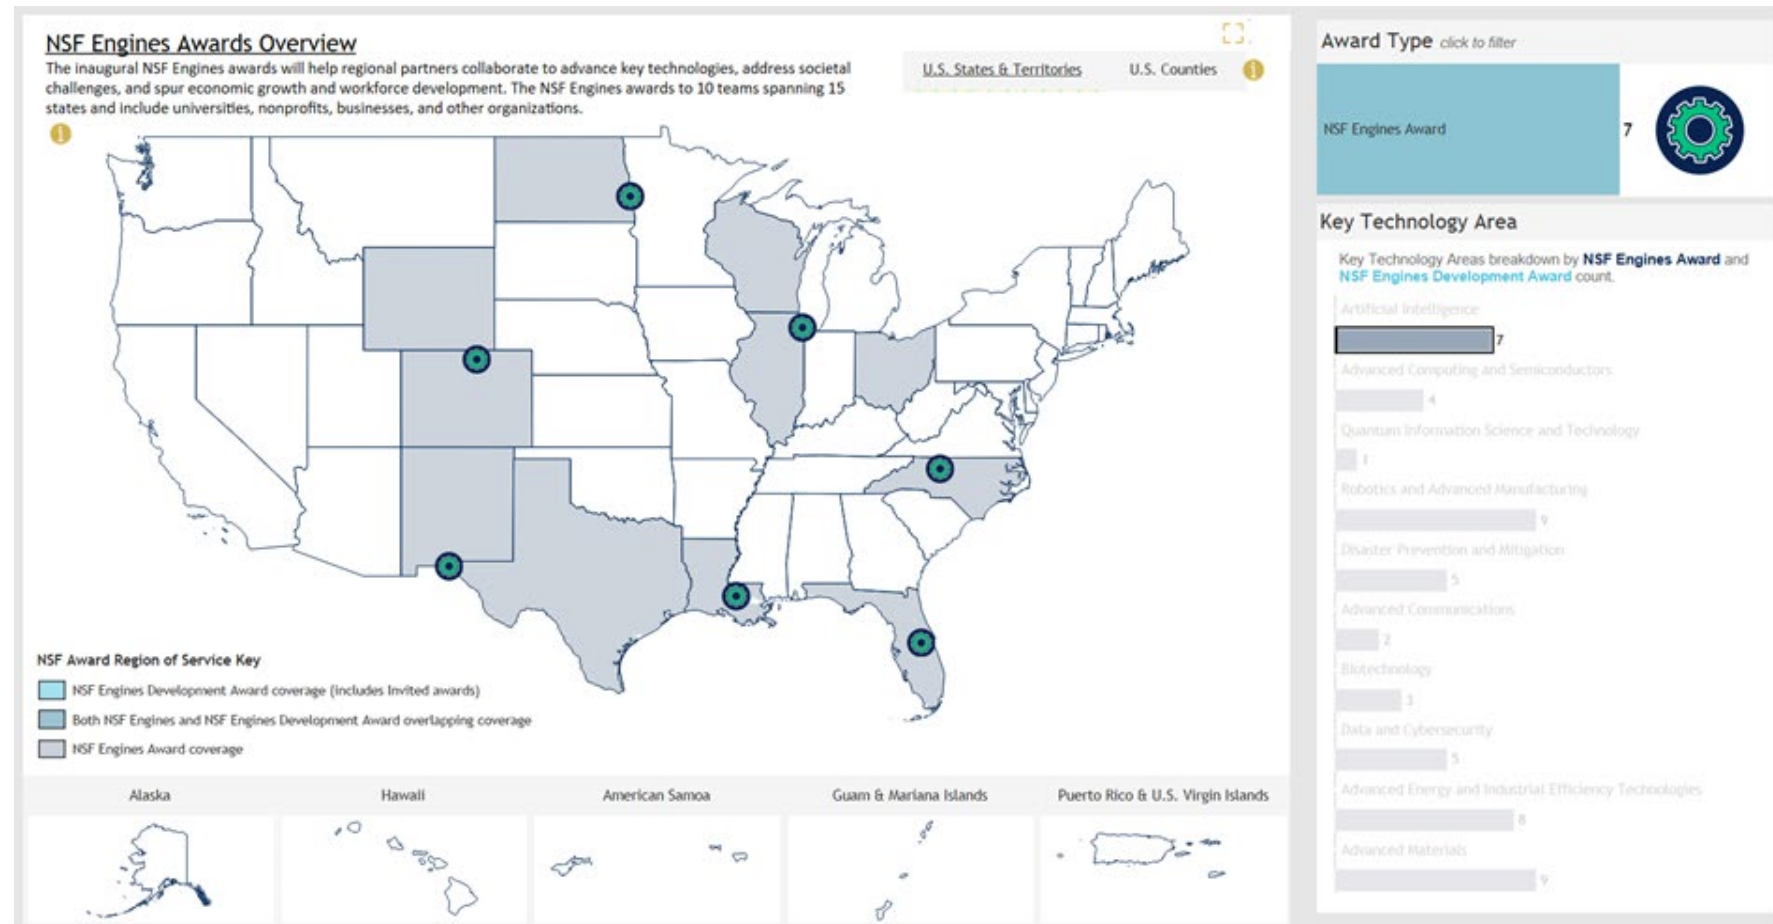 NSF Engines Awards Overview
The inaugural NSF Engines awards will help regional partners collaborate to advance key technologies, address societal
challenges, and spur economic growth and workforce development. The NSF Engines awards to 10 teams spanning 15
states and include universities, nonprofits, businesses, and other organizations.
U.S. States & Territories
U.S. Counties
NSF Award Region of Service Key
NSF Engines Development Award coverage (includes Invited awards)
Both NSF Engines and NSF Engines Development Award overlapping coverage
NSF Engines Award coverage
Alaska
Hawaii
American Samoa
Guam & Mariana Islands
Puerto Rico & U.S. Virgin Islands
Award Type click to filter
NSF Engines Award
7
Key Technology Area
Key Technology Areas breakdown by NSF Engines Award and
NSF Engines Development Award count.
Artificial Intelligence
7
Advanced Computing and Semiconductors
4
Quantum Information Science and Technology
1
Robotics and Advanced Manufacturing
9
Disaster Prevention and Mitigation
5
Advanced Communications
2
Biotechnology
3
Data and Cybersecurity
5
Advanced Energy and Industrial Efficiency Technologies
8
Advanced Materials
9